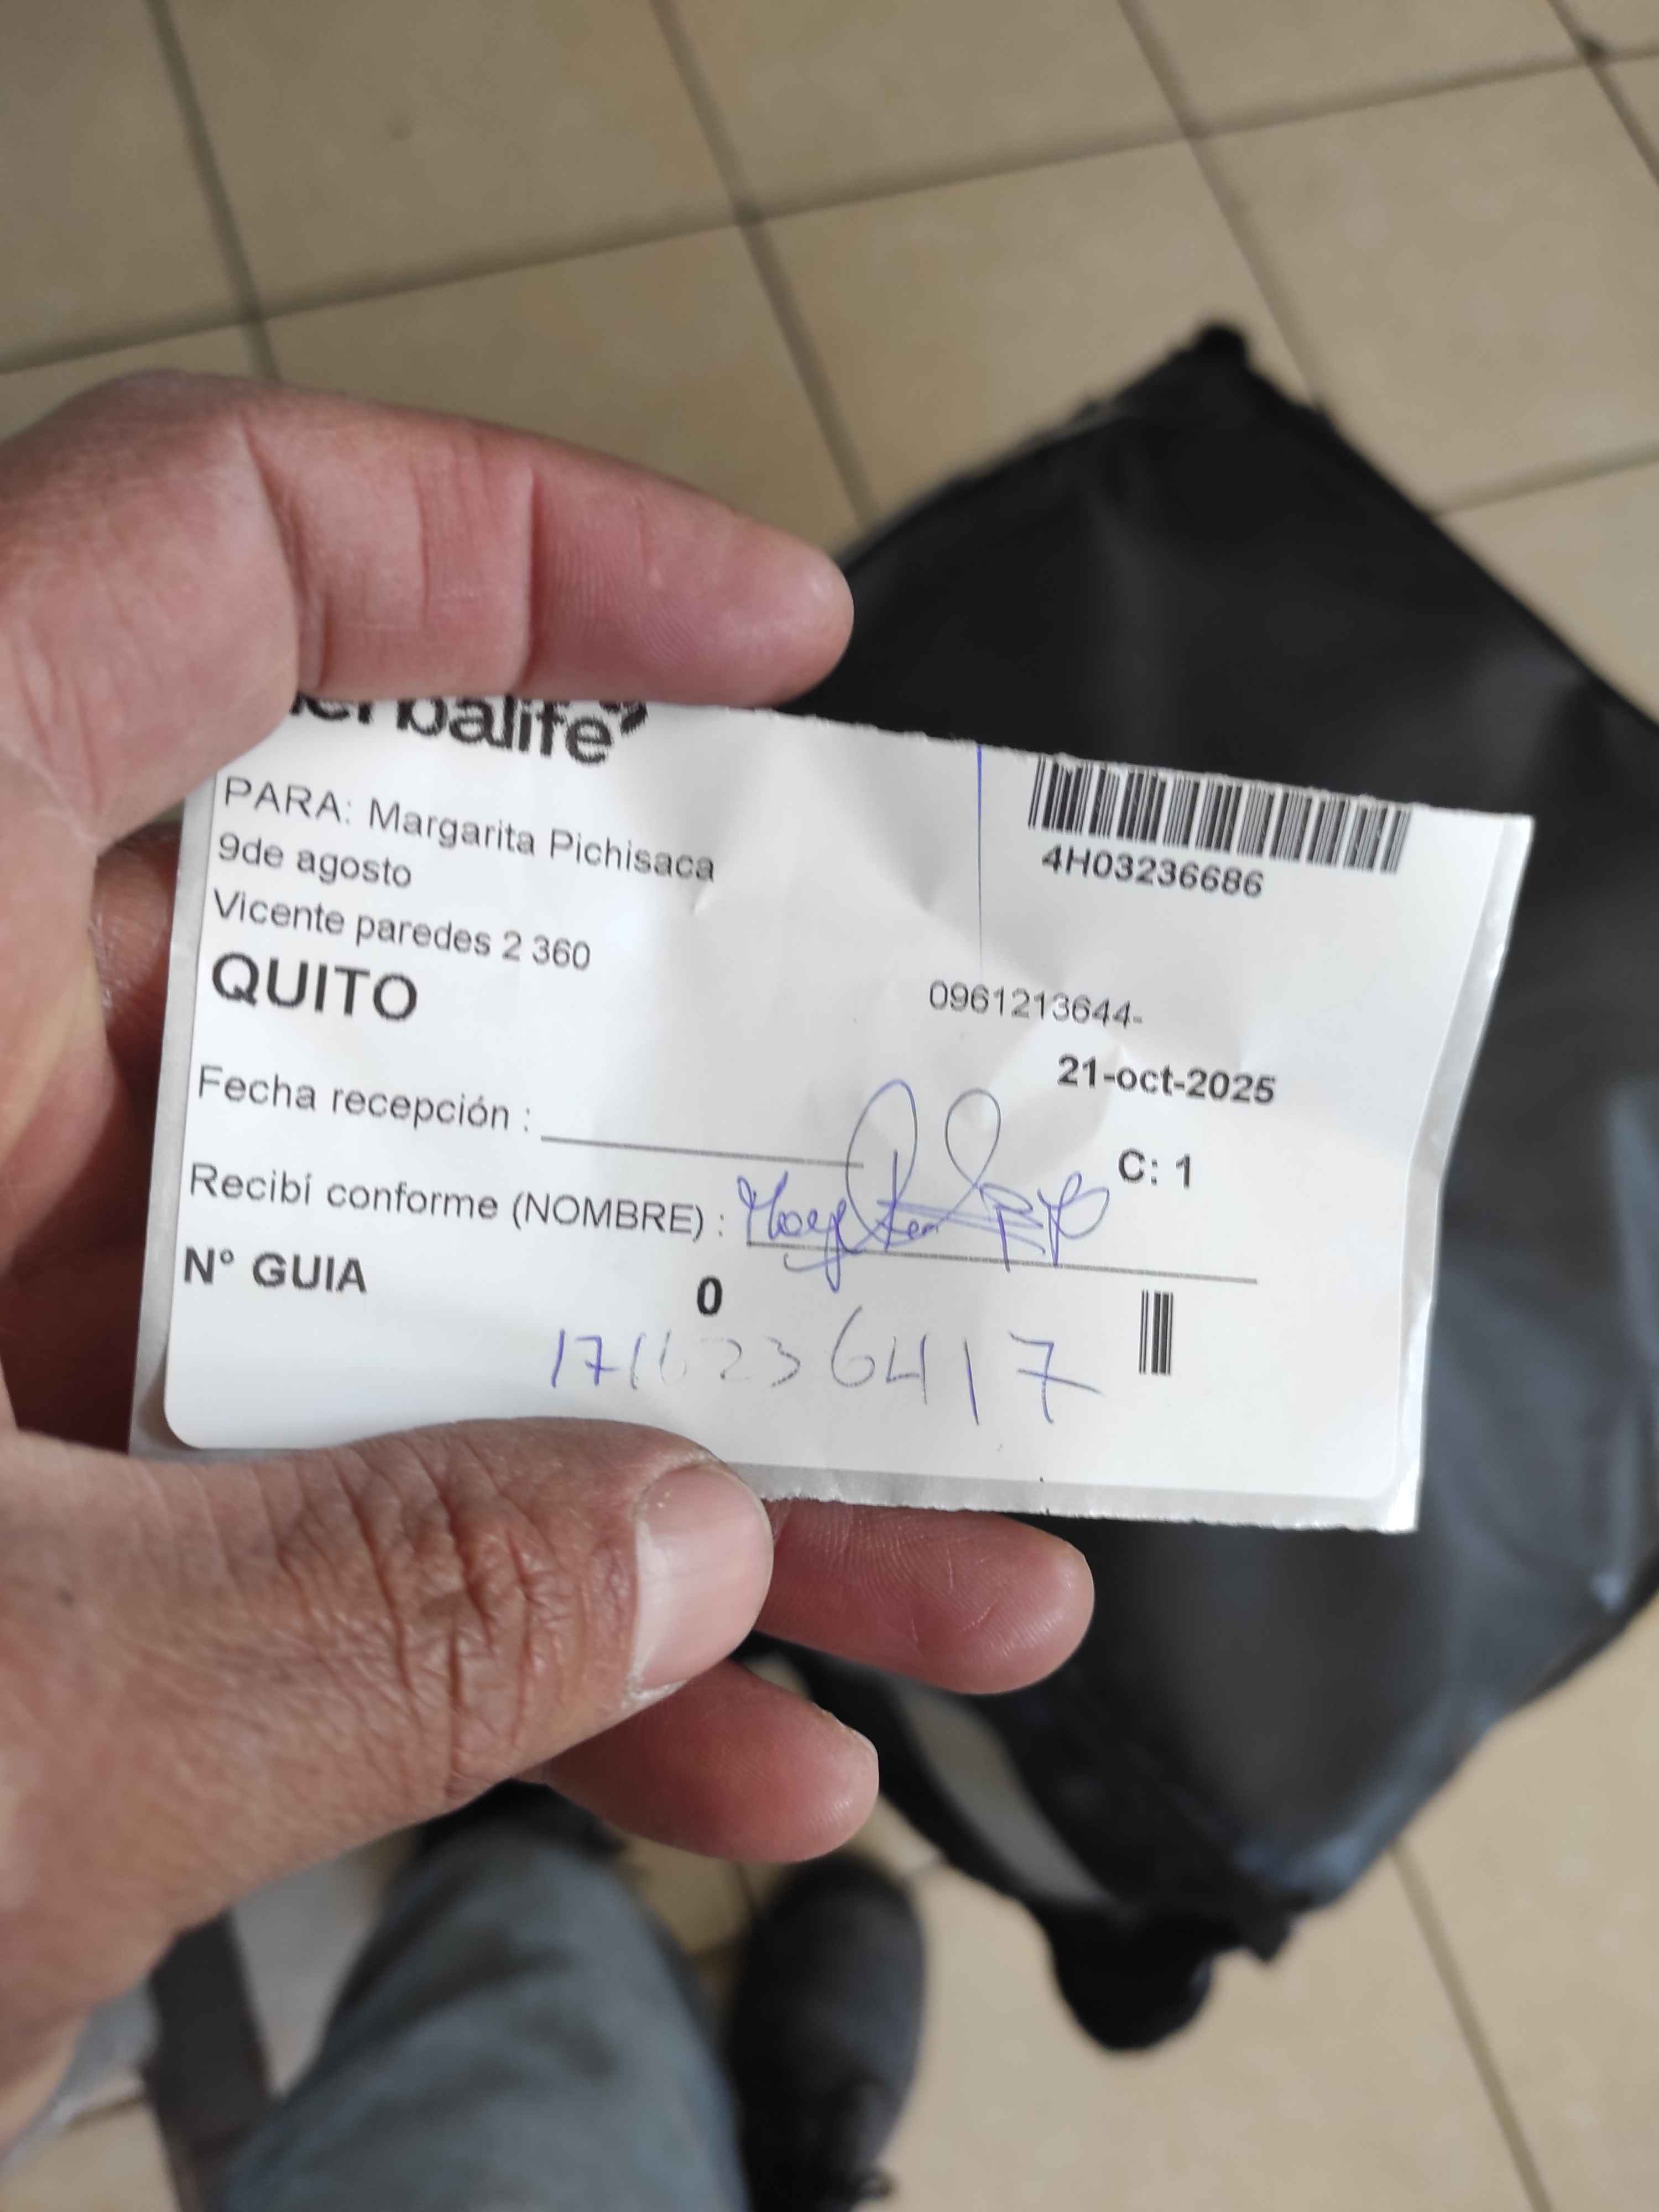 Herbalife
PARA: Margarita Pichisaca
4H03236686
9de agosto
Vicente paredes 2 360
QUITO
0961213644-
21-oct-2025
Fecha recepción :
C: 1
Recibí conforme (NOMBRE) :
N° GUIA
0